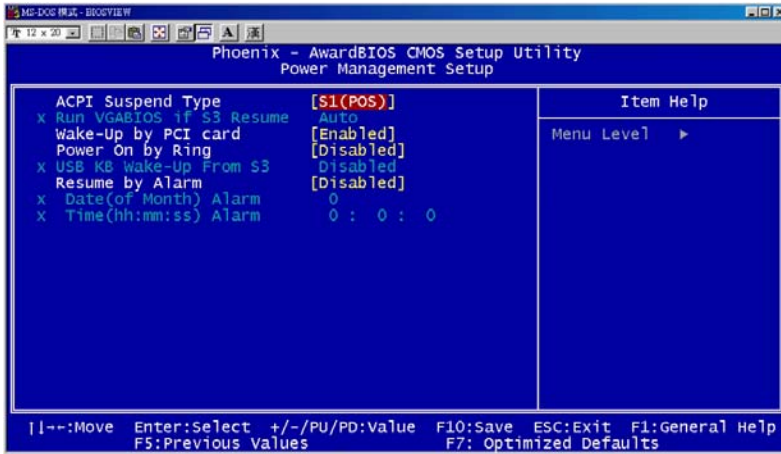 MS-DOS 模式 - BIOSVIEW
12 x 20 A 漢
Phoenix - AwardBIOS CMOS Setup Utility
Power Management Setup
ACPI Suspend Type [S1(POS)]
x Run VGABIOS if S3 Resume Auto
Wake-Up by PCI card [Enabled]
Power On by Ring [Disabled]
x USB KB Wake-Up From S3 Disabled
Resume by Alarm [Disabled]
x Date(of Month) Alarm 0
x Time(hh:mm:ss) Alarm 0 : 0 : 0
Item Help
Menu Level ▶
↑↓→←:Move Enter:Select +/-/PU/PD:Value F10:Save ESC:Exit F1:General Help
F5:Previous Values F7: Optimized Defaults